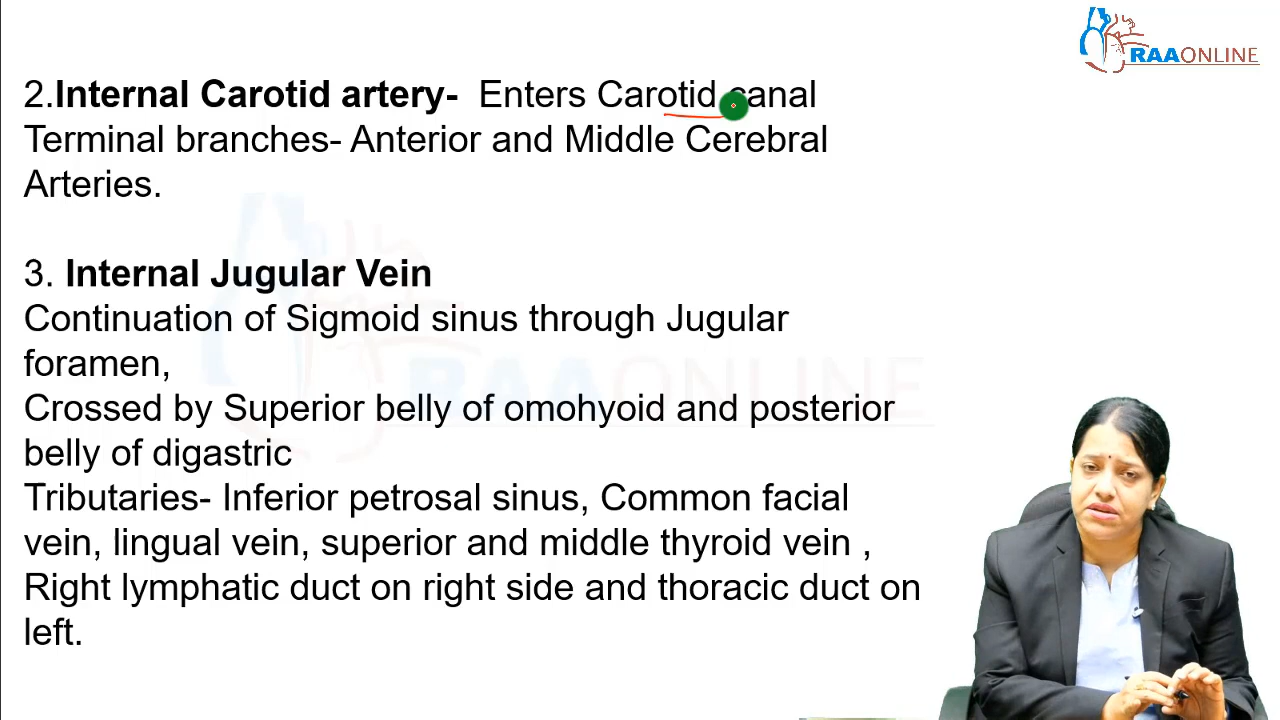 RAAONLINE
2.Internal Carotid artery- Enters Carotid canal
Terminal branches- Anterior and Middle Cerebral
Arteries.
3. Internal Jugular Vein
Continuation of Sigmoid sinus through Jugular
foramen,
Crossed by Superior belly of omohyoid and posterior
belly of digastric
Tributaries- Inferior petrosal sinus, Common facial
vein, lingual vein, superior and middle thyroid vein ,
Right lymphatic duct on right side and thoracic duct on
left.
RAAONLINE